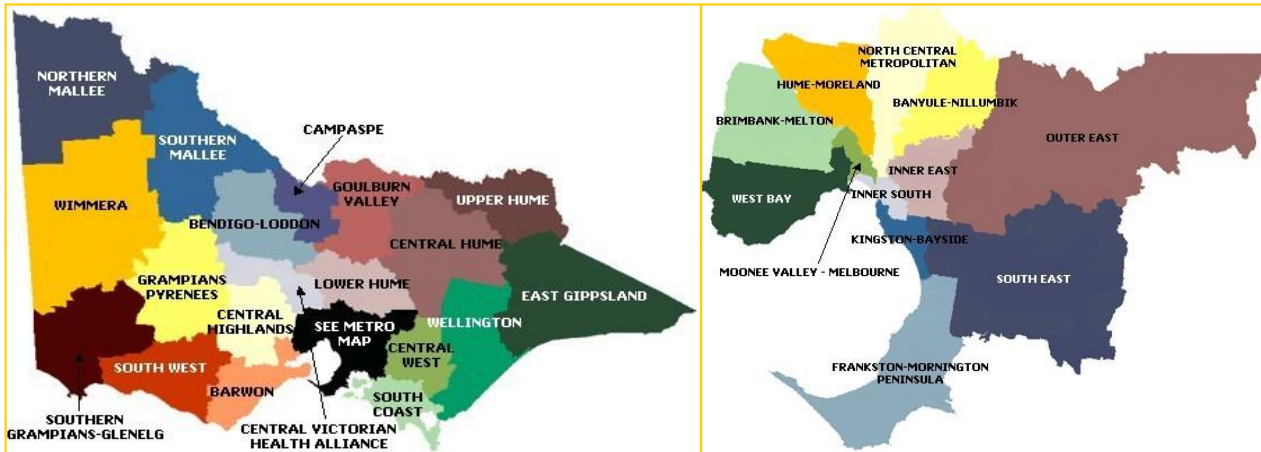 NORTHERN
MALLEE
SOUTHERN
MALLEE
CAMPASPE
WIMMERA
BENDIGO-LODDON
GOULBURN
VALLEY
UPPER HUME
CENTRAL HUME
GRAMPIANS
PYRENEES
LOWER HUME
EAST GIPPSLAND
CENTRAL
HIGHLANDS
SEE METRO
MAP
WELLINGTON
CENTRAL
WEST
SOUTH WEST
BARWON
SOUTH
COAST
SOUTHERN
GRAMPIANS-GLENELG
CENTRAL VICTORIAN
HEALTH ALLIANCE
NORTH CENTRAL
METROPOLITAN
HUME-MORELAND
BANYULE-NILLUMBIK
BRIMBANK-MELTON
OUTER EAST
INNER EAST
WEST BAY
INNER SOUTH
KINGSTON-BAYSIDE
MOONEE VALLEY - MELBOURNE
SOUTH EAST
FRANKSTON-MORNINGTON
PENINSULA